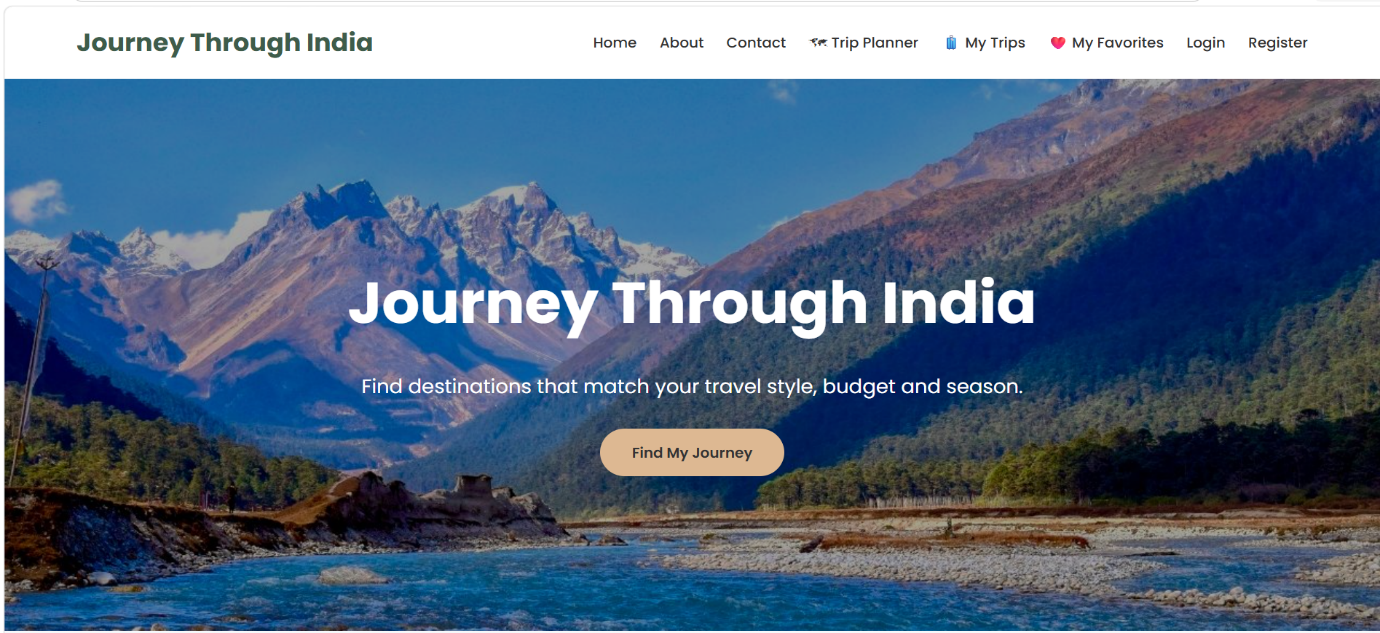 Journey Through India
Home About Contact 🗺 Trip Planner 🧳 My Trips ❤️ My Favorites Login Register
Journey Through India
Find destinations that match your travel style, budget and season.
Find My Journey